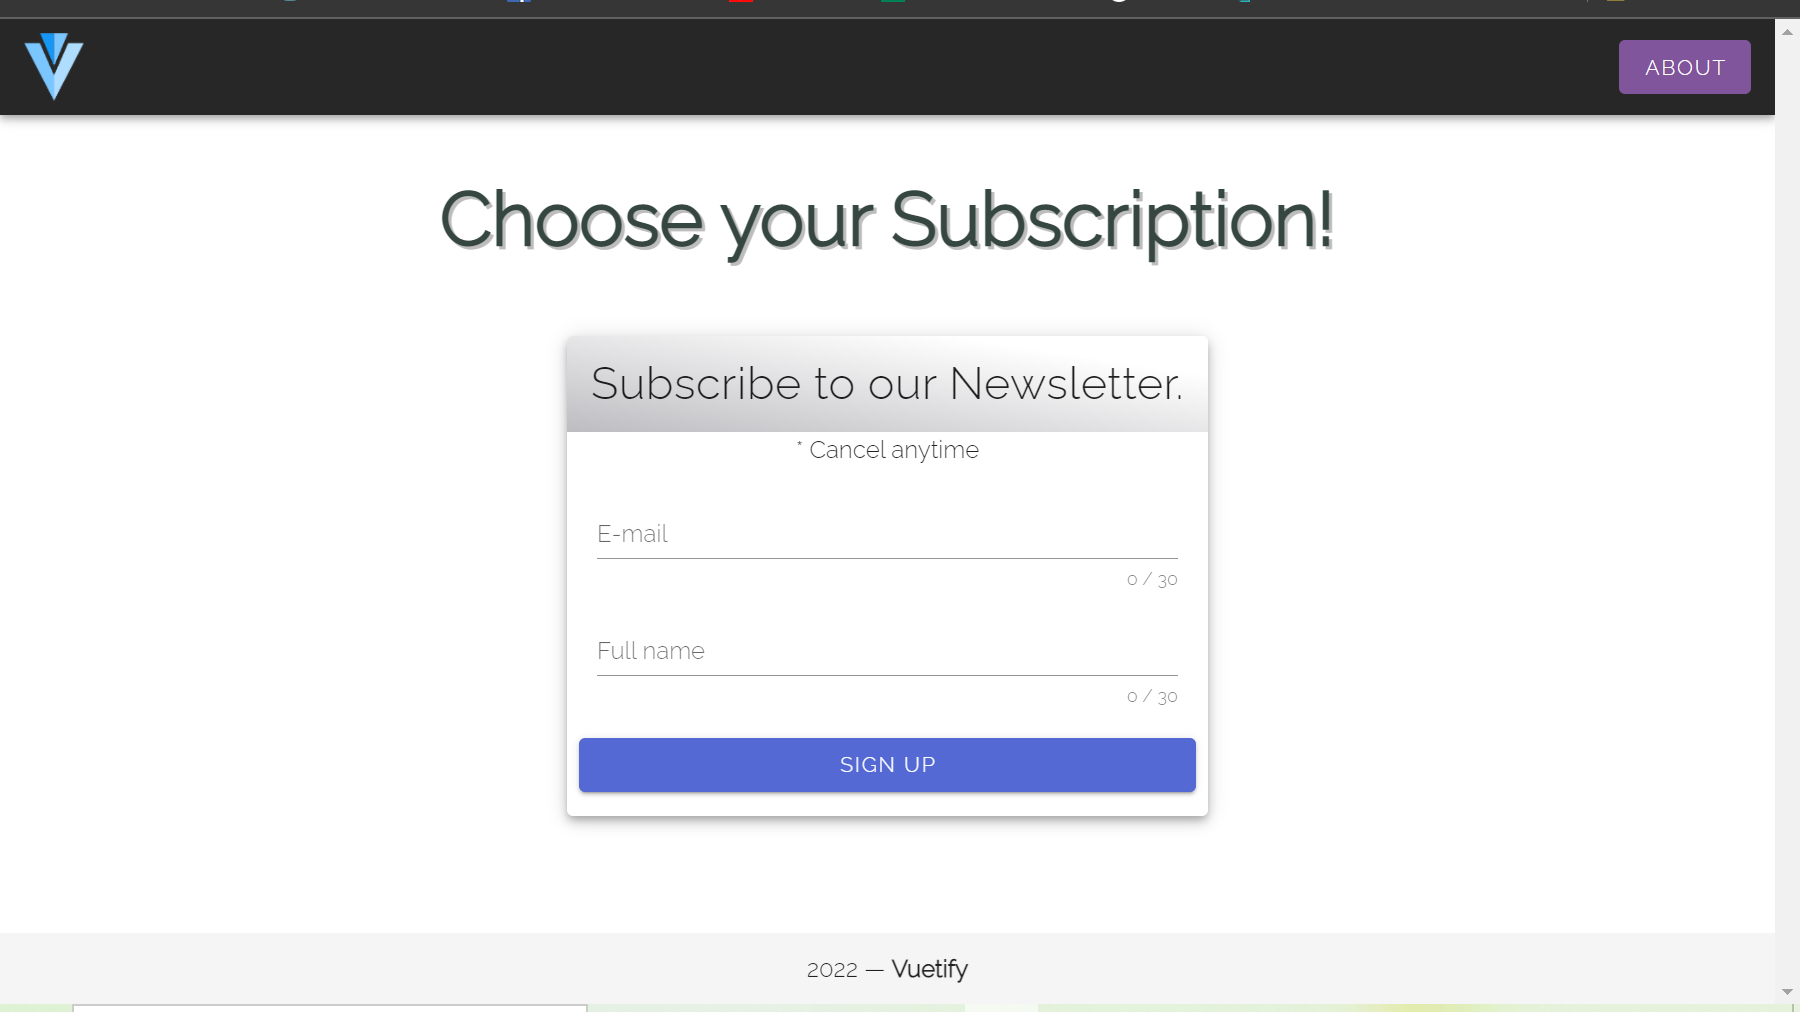 ABOUT
Choose your Subscription!
Subscribe to our Newsletter.
* Cancel anytime
E-mail
0 / 30
Full name
0 / 30
SIGN UP
2022 — Vuetify